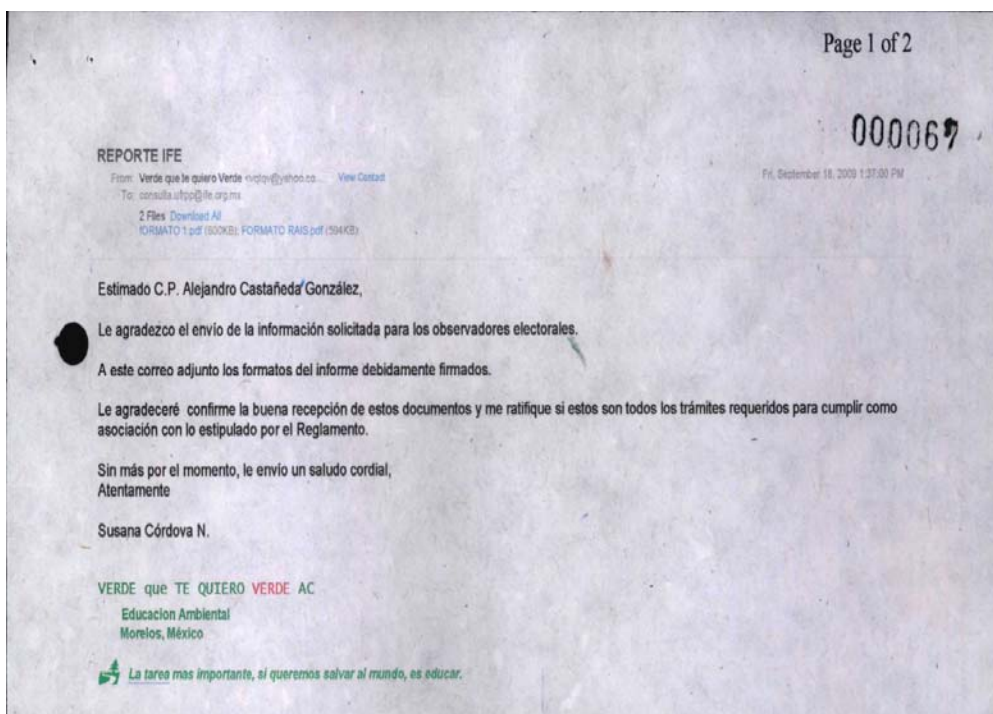 Page 1 of 2
000067
REPORTE IFE
Fri, September 18, 2009 1:37:00 PM
From: Verde que te quiero Verde View Contact
To: consulta.ufrpp@ife.org.mx
2 Files Download All
fORMATO 1.pdf (600KB); FORMATO RAIS.pdf (594KB)
Estimado C.P. Alejandro Castañeda González,
Le agradezco el envío de la información solicitada para los observadores electorales.
A este correo adjunto los formatos del informe debidamente firmados.
Le agradeceré confirme la buena recepción de estos documentos y me ratifique si estos son todos los trámites requeridos para cumplir como
asociación con lo estipulado por el Reglamento.
Sin más por el momento, le envío un saludo cordial,
Atentamente
Susana Córdova N.
VERDE que TE QUIERO VERDE AC
Educacion Ambiental
Morelos, México
La tarea mas importante, si queremos salvar al mundo, es educar.